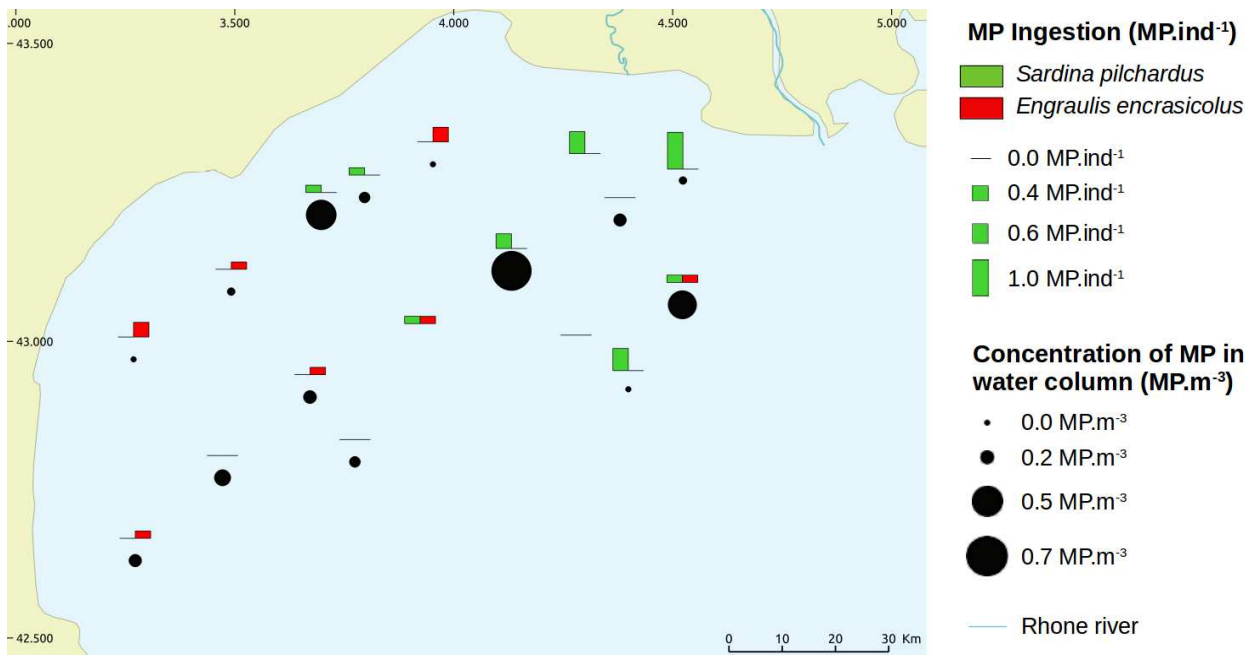 .000
3.500
4.000
4.500
5.000
43.500
43.000
42.500
0 10 20 30 Km
MP Ingestion (MP.ind⁻¹)
Sardina pilchardus
Engraulis encrasicolus
0.0 MP.ind⁻¹
0.4 MP.ind⁻¹
0.6 MP.ind⁻¹
1.0 MP.ind⁻¹
Concentration of MP in
water column (MP.m⁻³)
0.0 MP.m⁻³
0.2 MP.m⁻³
0.5 MP.m⁻³
0.7 MP.m⁻³
Rhone river